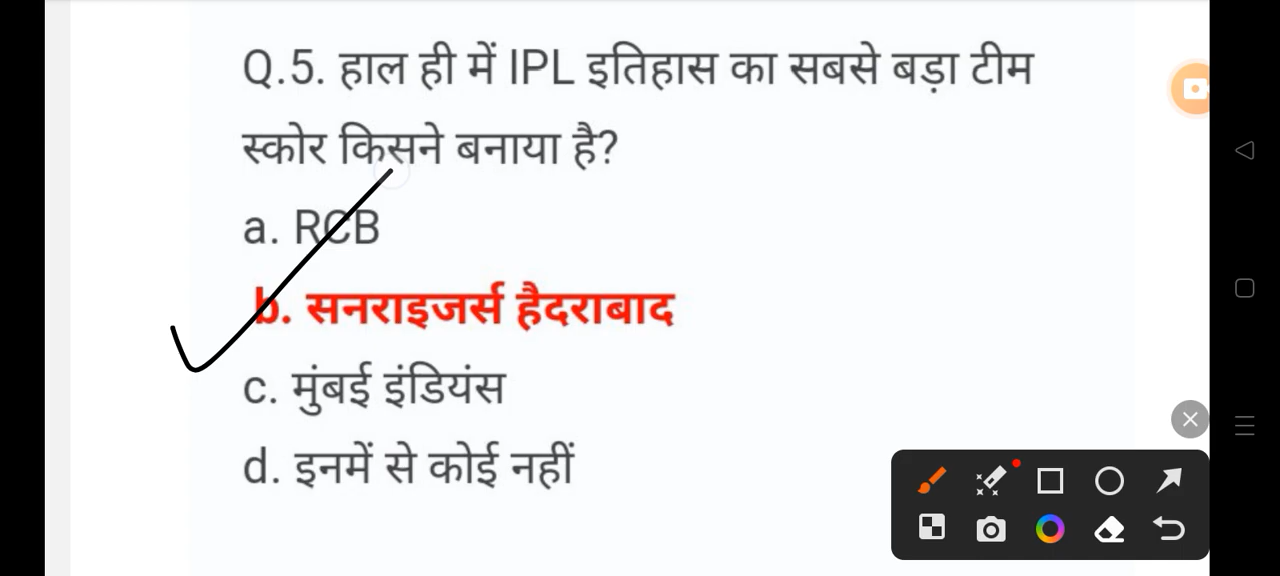 Q.5. हाल ही में IPL इतिहास का सबसे बड़ा टीम
स्कोर किसने बनाया है?
a. RCB
b. सनराइजर्स हैदराबाद
c. मुंबई इंडियंस
d. इनमें से कोई नहीं